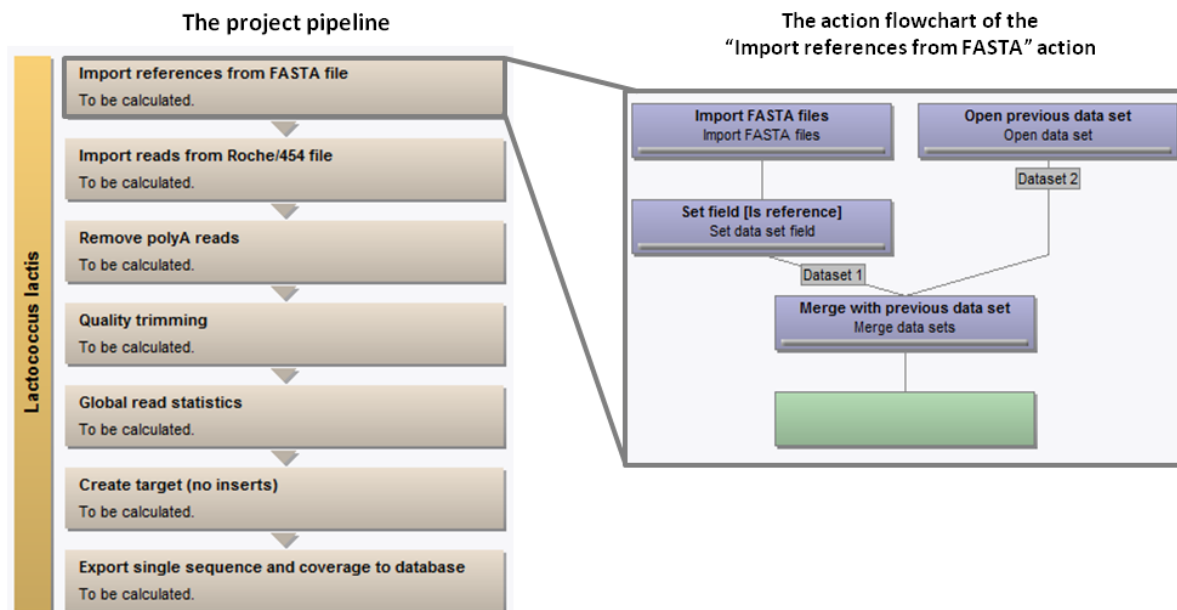 The project pipeline
Lactococcus lactis
Import references from FASTA file
To be calculated.
Import reads from Roche/454 file
To be calculated.
Remove polyA reads
To be calculated.
Quality trimming
To be calculated.
Global read statistics
To be calculated.
Create target (no inserts)
To be calculated.
Export single sequence and coverage to database
To be calculated.
The action flowchart of the
“Import references from FASTA” action
Import FASTA files
Import FASTA files
Open previous data set
Open data set
Dataset 2
Set field [Is reference]
Set data set field
Dataset 1
Merge with previous data set
Merge data sets